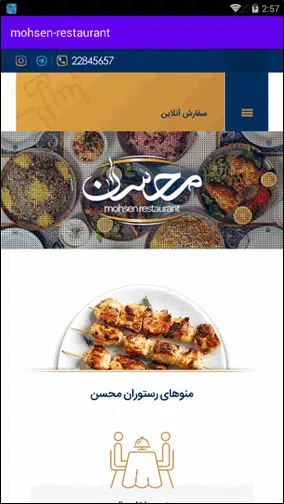 2:57
mohsen-restaurant
22845657
سفارش آنلاین
محسن
mohsen restaurant
منوهای رستوران محسن